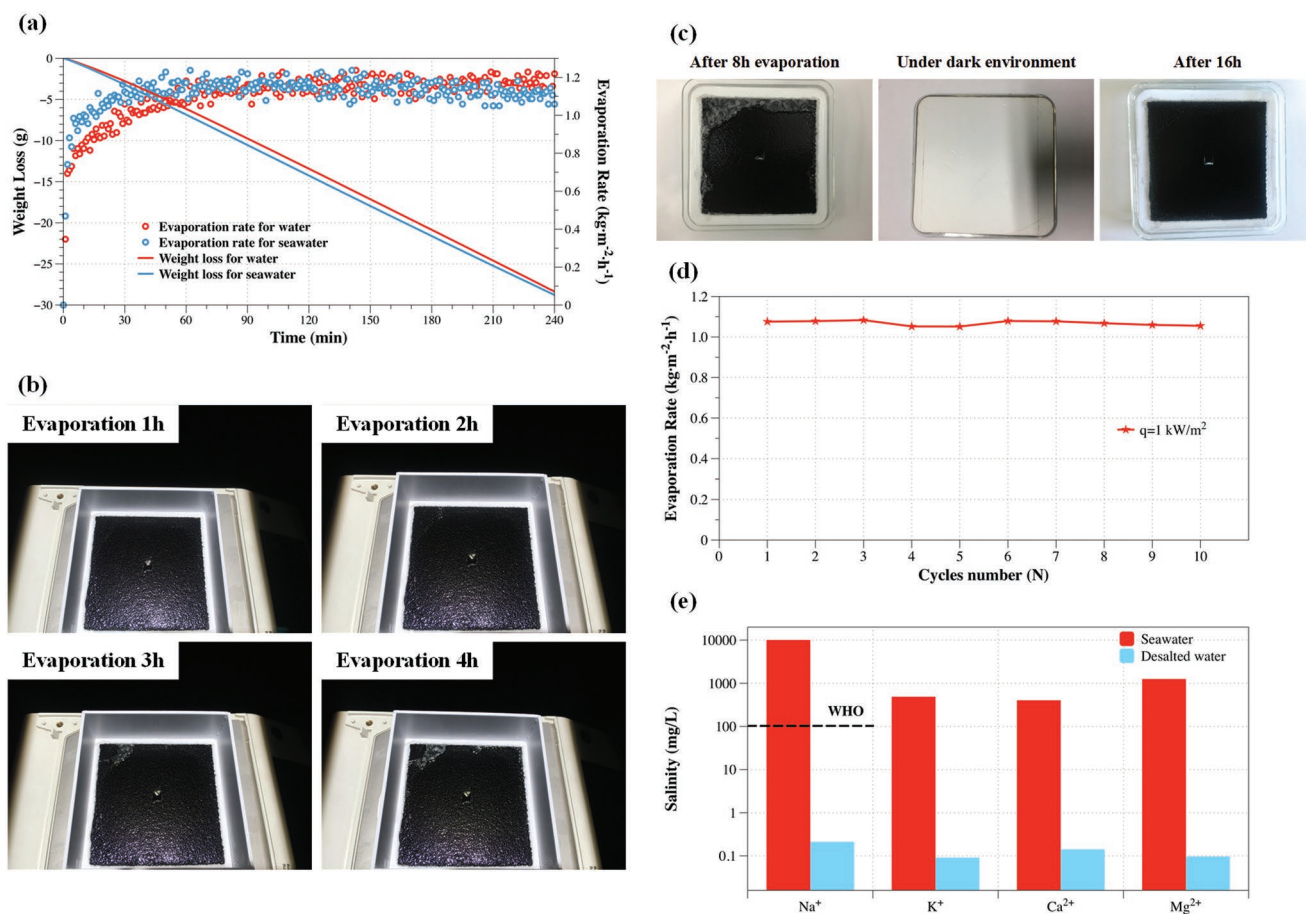 (a)
Weight Loss (g)
0
−5
−10
−15
−20
−25
−30
Evaporation rate for water
Evaporation rate for seawater
Weight loss for water
Weight loss for seawater
1.2
1.0
0.8
0.6
0.4
0.2
0
Evaporation Rate (kg·m⁻²·h⁻¹)
0 30 60 90 120 150 180 210 240
Time (min)
(b)
Evaporation 1h
Evaporation 2h
Evaporation 3h
Evaporation 4h
(c)
After 8h evaporation
Under dark environment
After 16h
(d)
Evaporation Rate (kg·m⁻²·h⁻¹)
1.2
1.0
0.8
0.6
0.4
0.2
0
q=1 kW/m²
0 1 2 3 4 5 6 7 8 9 10
Cycles number (N)
(e)
Salinity (mg/L)
10000
1000
100
10
1
0.1
WHO
Seawater
Desalted water
Na⁺ K⁺ Ca²⁺ Mg²⁺